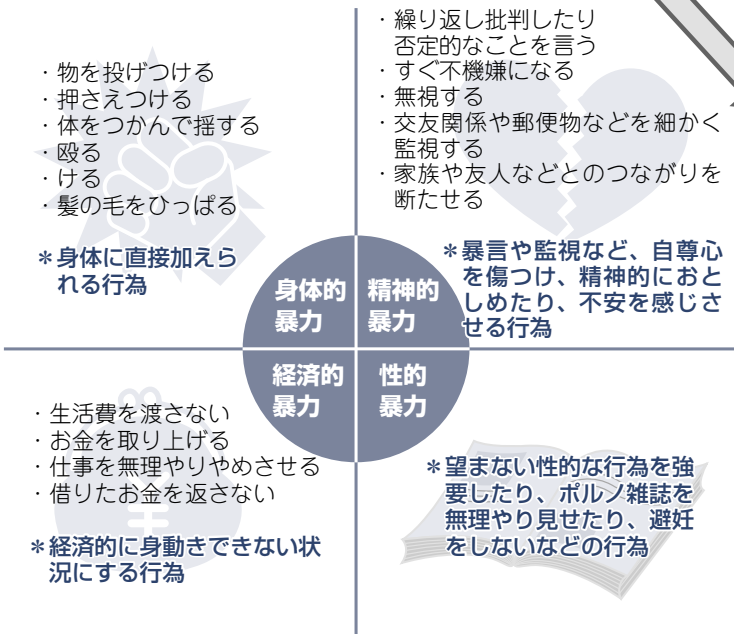 ・物を投げつける
・押さえつける
・体をつかんで揺する
・殴る
・ける
・髪の毛をひっぱる
＊身体に直接加えら
れる行為
・繰り返し批判したり
否定的なことを言う
・すぐ不機嫌になる
・無視する
・交友関係や郵便物などを細かく
監視する
・家族や友人などとのつながりを
断たせる
＊暴言や監視など、自尊心
を傷つけ、精神的におと
しめたり、不安を感じさ
せる行為
身体的
暴力
精神的
暴力
経済的
暴力
性的
暴力
・生活費を渡さない
・お金を取り上げる
・仕事を無理やりやめさせる
・借りたお金を返さない
＊経済的に身動きできない状
況にする行為
＊望まない性的な行為を強
要したり、ポルノ雑誌を
無理やり見せたり、避妊
をしないなどの行為